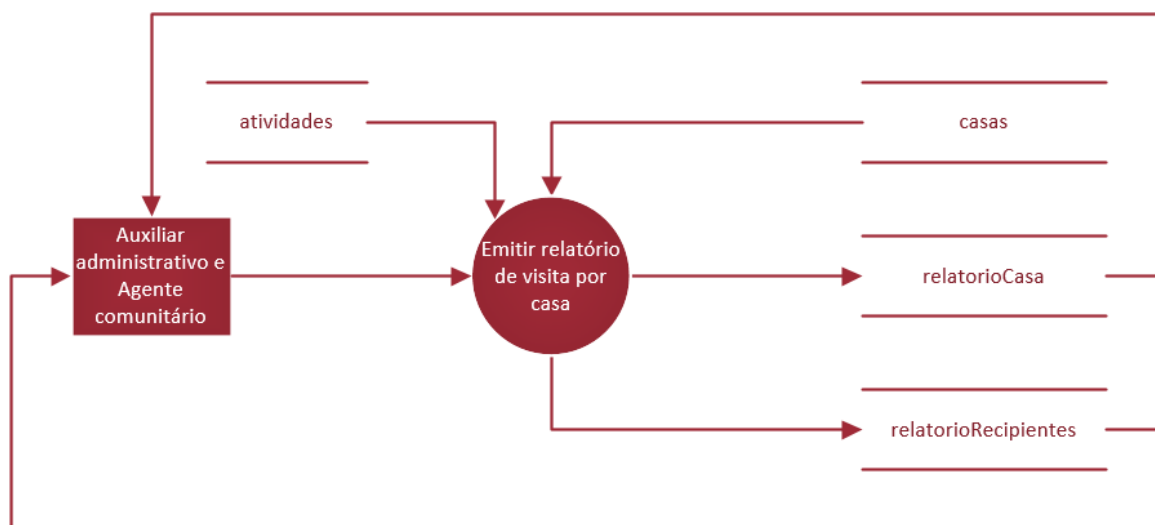 atividades
casas
Auxiliar
administrativo e
Agente
comunitário
Emitir relatório
de visita por
casa
relatorioCasa
relatorioRecipientes